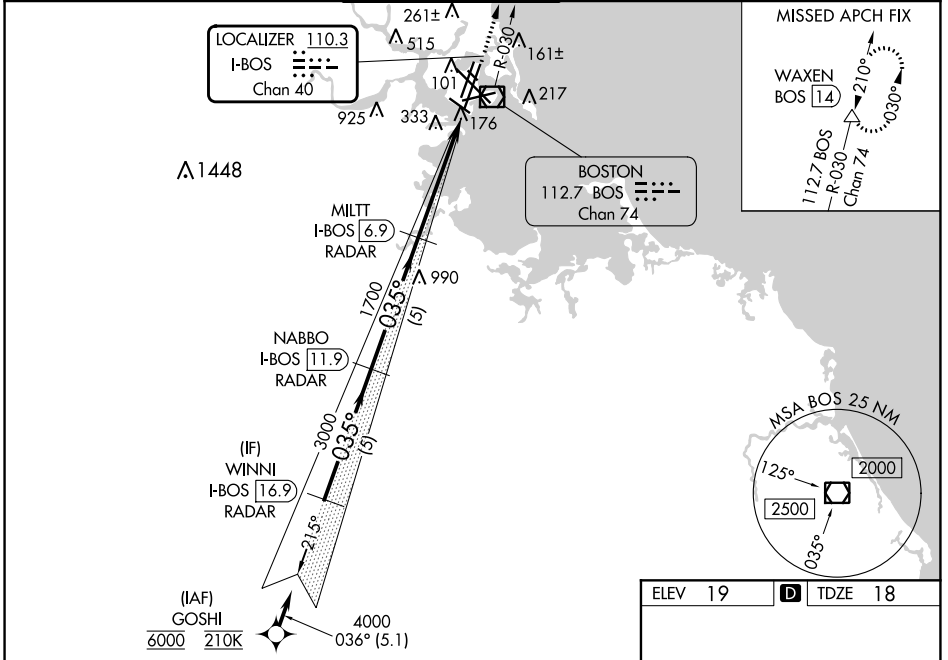 LOCALIZER 110.3
I-BOS
Chan 40
261±
515
161±
R-030
101
217
925
333
176
1448
BOSTON
112.7 BOS
Chan 74
MISSED APCH FIX
WAXEN
BOS 14
210°
030°
112.7 BOS
R-030
Chan 74
MILTT
I-BOS 6.9
RADAR
990
1700
035°
(5)
NABBO
I-BOS 11.9
RADAR
3000
035°
(5)
(IF)
WINNI
I-BOS 16.9
RADAR
215°
(IAF)
GOSHI
6000 210K
4000
036° (5.1)
MSA BOS 25 NM
125°
2000
2500
035°
ELEV 19 D TDZE 18